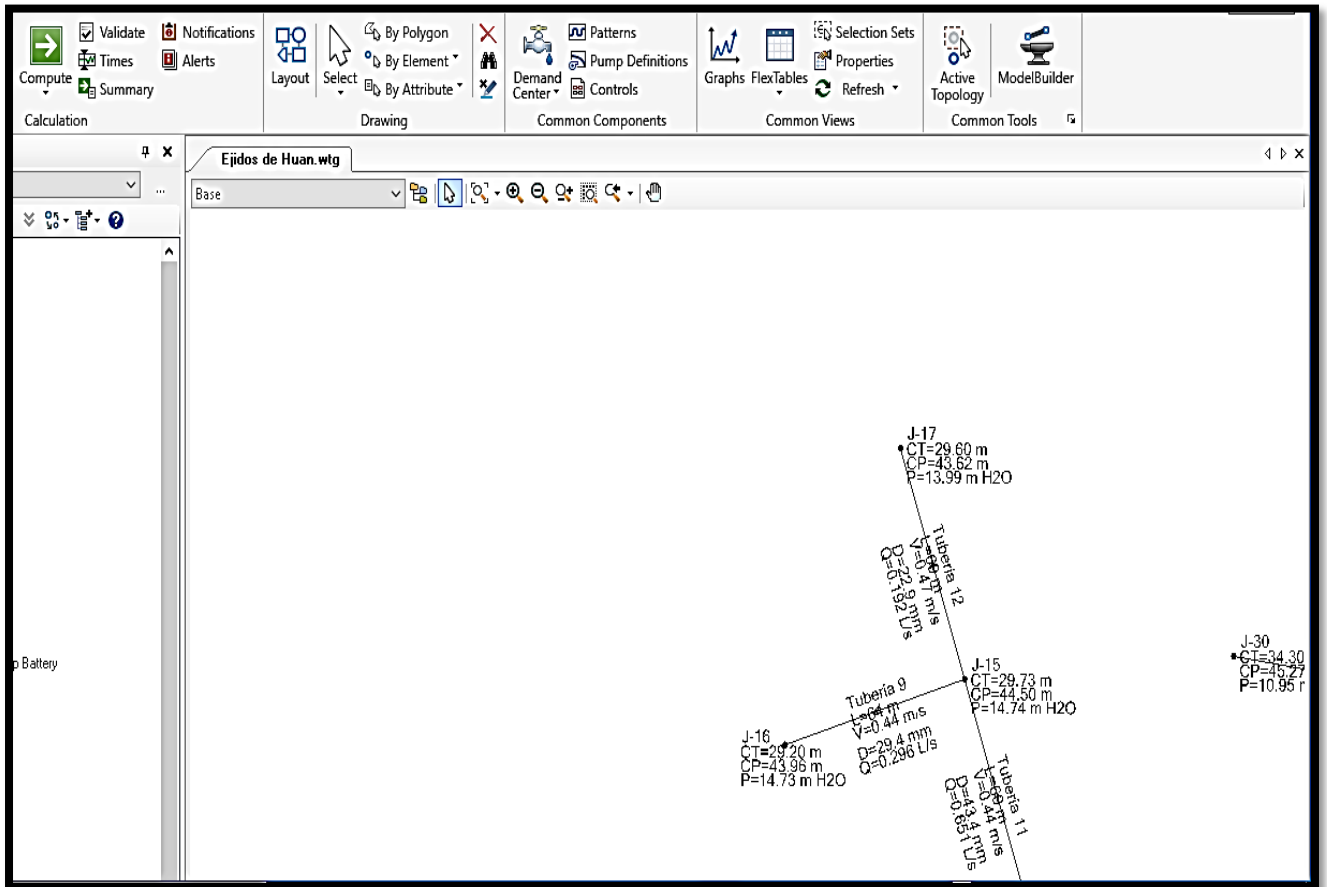 Compute
Validate
Times
Summary
Notifications
Alerts
Calculation
Layout
Select
By Polygon
By Element
By Attribute
Drawing
Demand
Center
Patterns
Pump Definitions
Controls
Common Components
Graphs
FlexTables
Selection Sets
Properties
Refresh
Common Views
Active
Topology
ModelBuilder
Common Tools
Ejidos de Huan.wtg
Base
...
p Battery
J-17
CT=29.60 m
CP=43.62 m
P=13.99 m H2O
Tubería 12
V=0.47 m/s
D=22.9 mm
Q=0.192 L/s
J-30
CT=34.30
CP=45.27
P=10.95 r
J-15
CT=29.73 m
CP=44.50 m
P=14.74 m H2O
Tubería 9
L=64 m
V=0.44 m/s
D=29.4 mm
Q=0.296 L/s
J-16
CT=29.20 m
CP=43.96 m
P=14.73 m H2O
Tubería 11
V=0.44 m/s
D=43.4 mm
Q=0.651 L/s